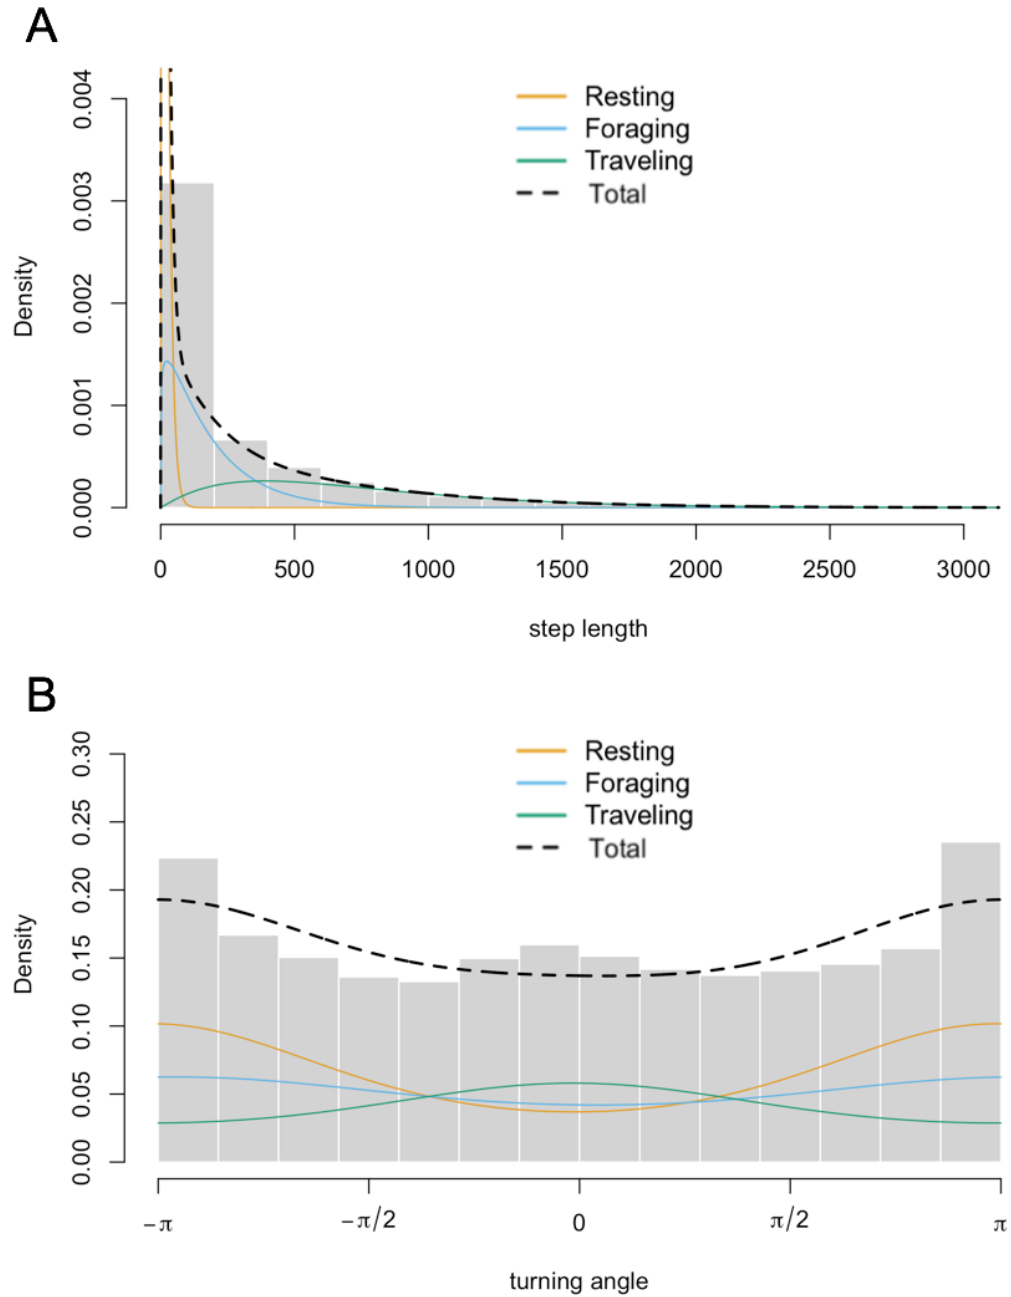 A
Density
0.004
0.003
0.002
0.001
0.000
Resting
Foraging
Traveling
Total
0 500 1000 1500 2000 2500 3000
step length
B
Density
0.30
0.25
0.20
0.15
0.10
0.05
0.00
Resting
Foraging
Traveling
Total
−π −π/2 0 π/2 π
turning angle